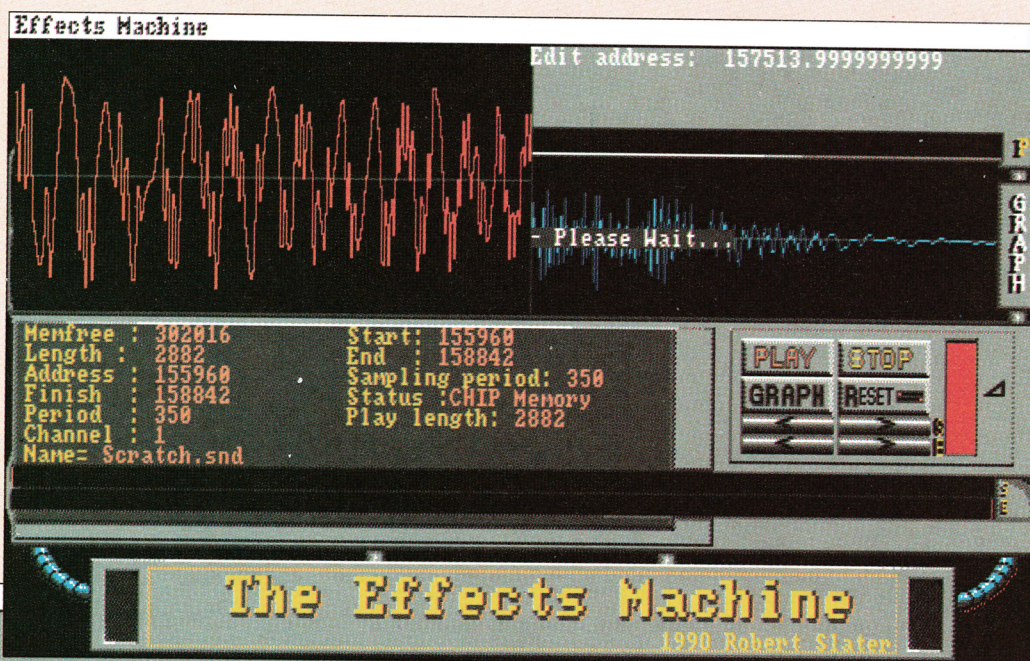 Effects Machine
Edit address: 157513.9999999999
P
GRAPH
- Please Wait...
Memfree : 302016
Length : 2882
Address : 155960
Finish : 158842
Period : 350
Channel : 1
Name= Scratch.snd
Start: 155960
End : 158842
Sampling period: 350
Status :CHIP Memory
Play length: 2882
PLAY STOP
GRAPH RESET
S
E
S
E
The Effects Machine
1990 Robert Slater